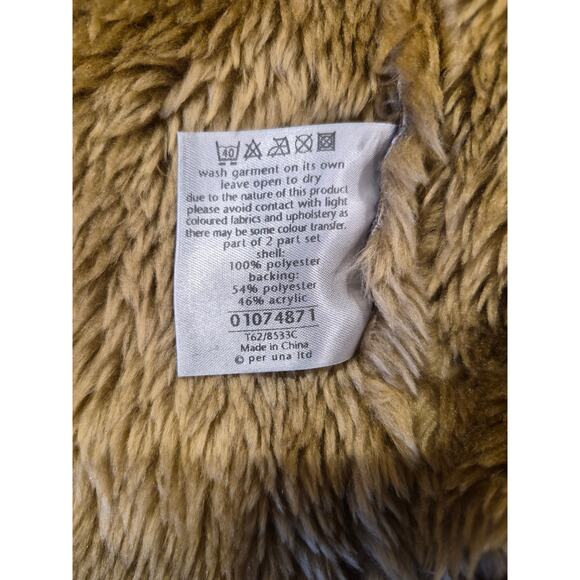 40
wash garment on its own
leave open to dry
due to the nature of this product
please avoid contact with light
coloured fabrics and upholstery as
there may be some colour transfer.
part of 2 part set
shell:
100% polyester
backing:
54% polyester
46% acrylic
01074871
T62/8533C
Made in China
© per una ltd